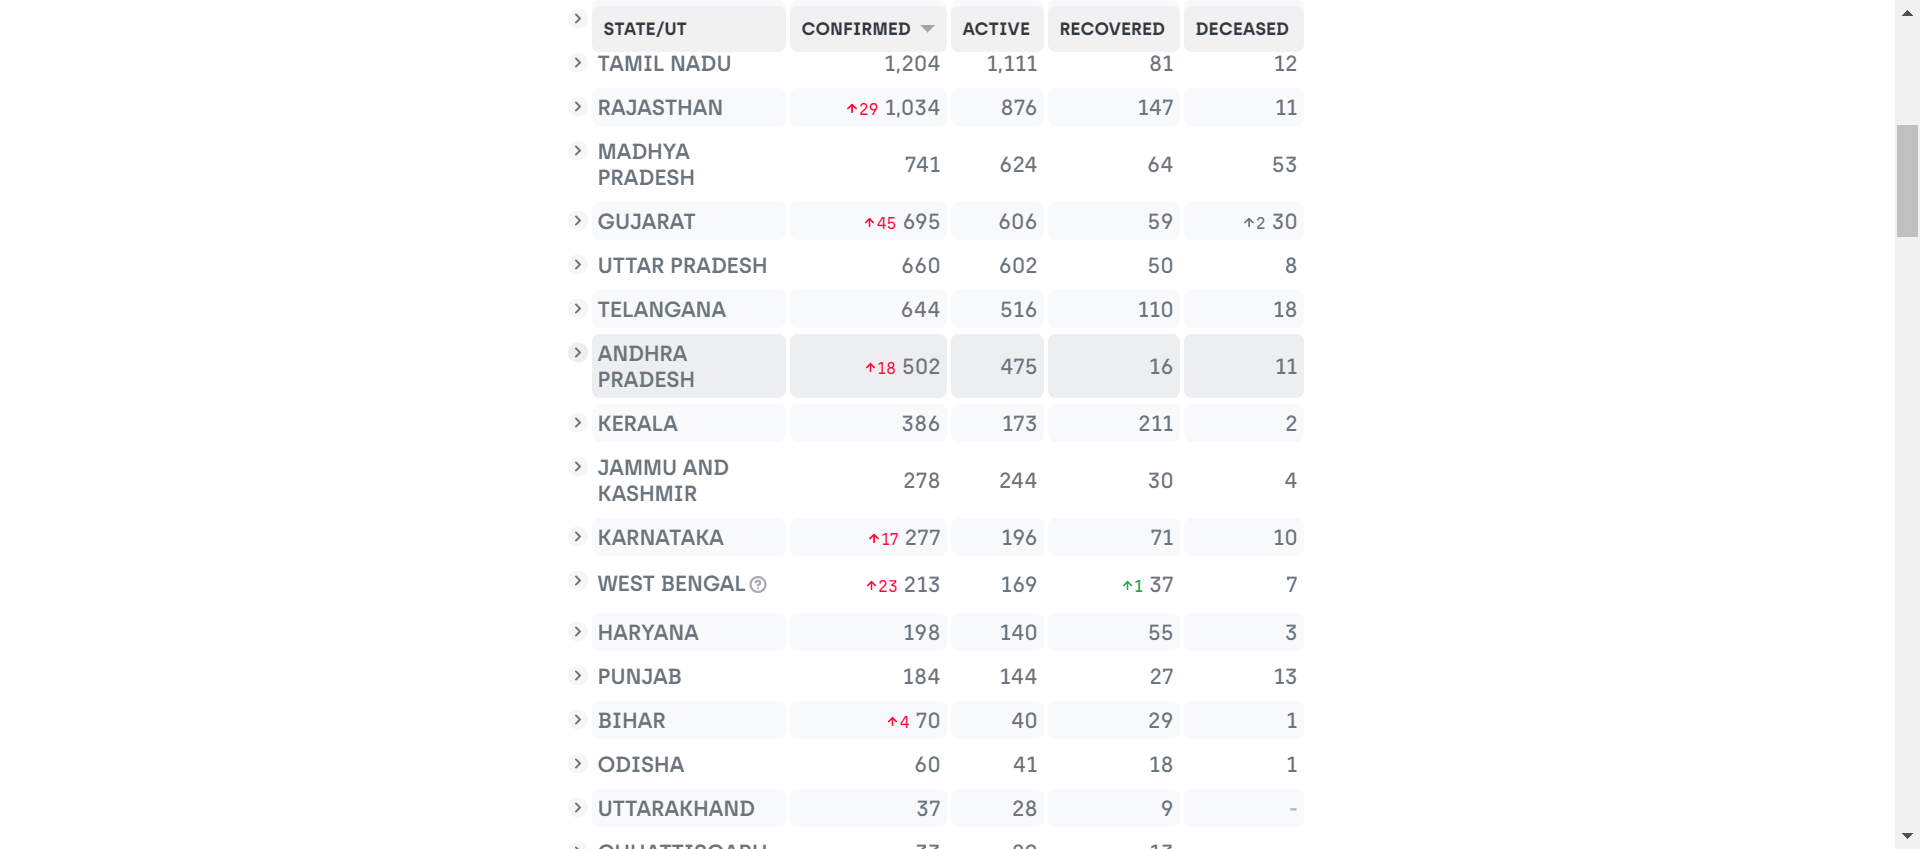 STATE/UT CONFIRMED ACTIVE RECOVERED DECEASED
TAMIL NADU 1,204 1,111 81 12
RAJASTHAN ↑29 1,034 876 147 11
MADHYA
PRADESH 741 624 64 53
GUJARAT ↑45 695 606 59 ↑2 30
UTTAR PRADESH 660 602 50 8
TELANGANA 644 516 110 18
ANDHRA
PRADESH ↑18 502 475 16 11
KERALA 386 173 211 2
JAMMU AND
KASHMIR 278 244 30 4
KARNATAKA ↑17 277 196 71 10
WEST BENGAL ? ↑23 213 169 ↑1 37 7
HARYANA 198 140 55 3
PUNJAB 184 144 27 13
BIHAR ↑4 70 40 29 1
ODISHA 60 41 18 1
UTTARAKHAND 37 28 9 -